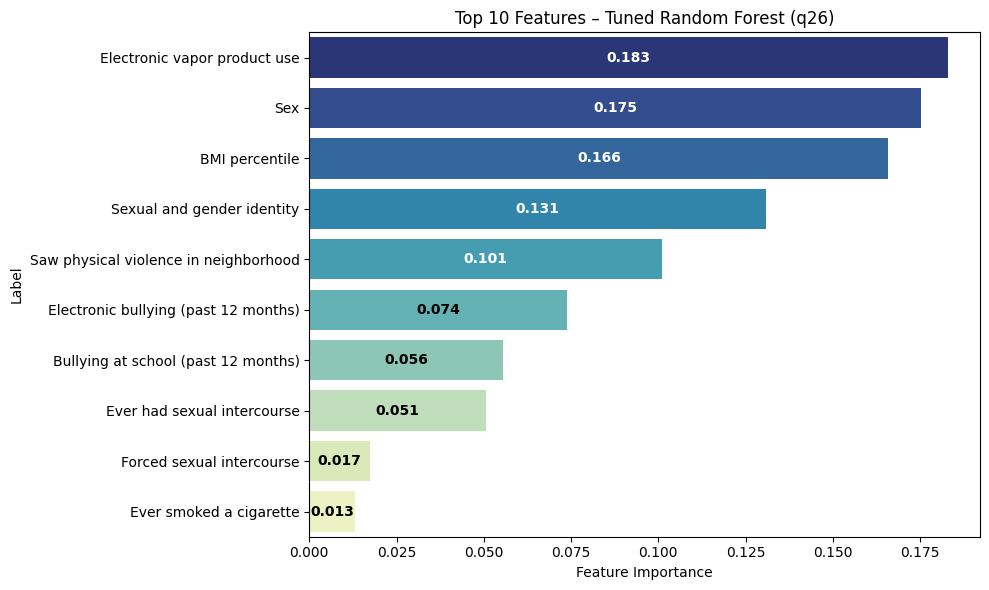 Top 10 Features – Tuned Random Forest (q26)
Label
Electronic vapor product use
0.183
Sex
0.175
BMI percentile
0.166
Sexual and gender identity
0.131
Saw physical violence in neighborhood
0.101
Electronic bullying (past 12 months)
0.074
Bullying at school (past 12 months)
0.056
Ever had sexual intercourse
0.051
Forced sexual intercourse
0.017
Ever smoked a cigarette
0.013
0.000 0.025 0.050 0.075 0.100 0.125 0.150 0.175
Feature Importance